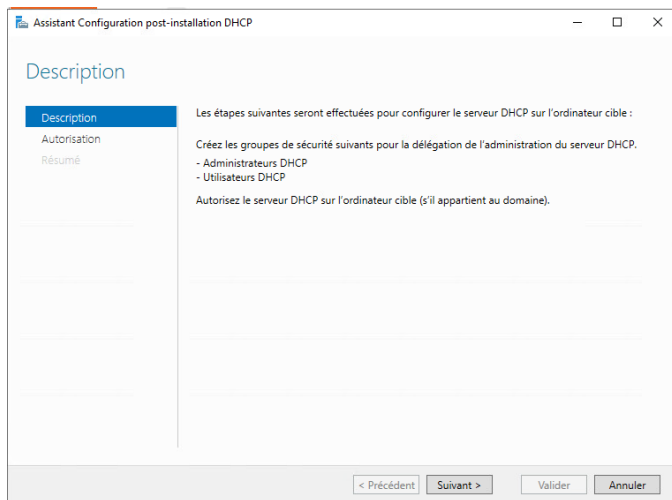 Assistant Configuration post-installation DHCP
Description
Description
Autorisation
Résumé
Les étapes suivantes seront effectuées pour configurer le serveur DHCP sur l'ordinateur cible :
Créez les groupes de sécurité suivants pour la délégation de l'administration du serveur DHCP.
- Administrateurs DHCP
- Utilisateurs DHCP
Autorisez le serveur DHCP sur l'ordinateur cible (s'il appartient au domaine).
< Précédent
Suivant >
Valider
Annuler